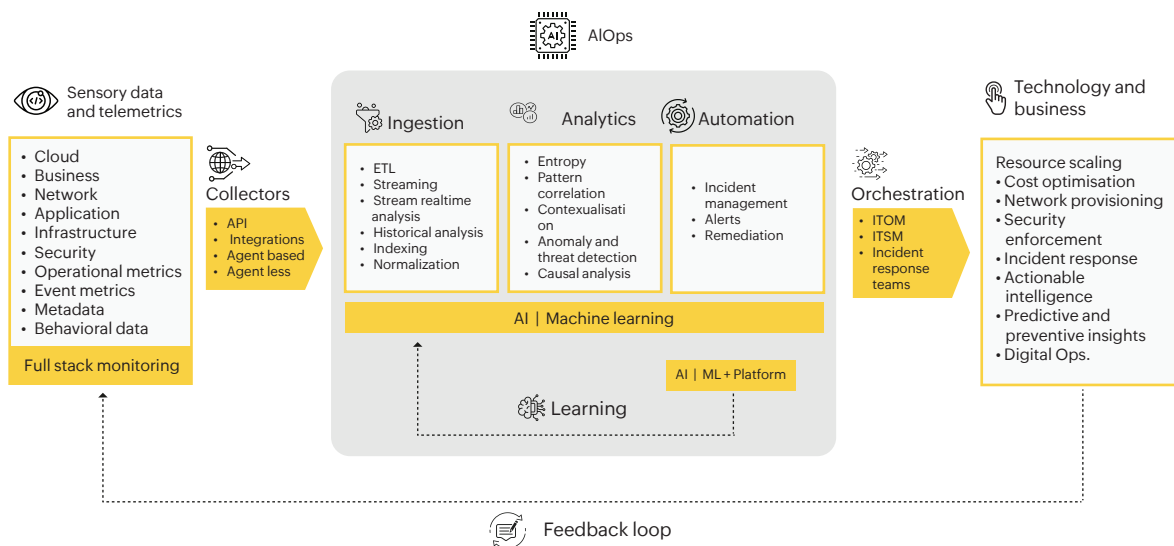 AI
AIOps
Sensory data
and telemetrics
• Cloud
• Business
• Network
• Application
• Infrastructure
• Security
• Operational metrics
• Event metrics
• Metadata
• Behavioral data
Full stack monitoring
Collectors
• API
• Integrations
• Agent based
• Agent less
Ingestion
• ETL
• Streaming
• Stream realtime
analysis
• Historical analysis
• Indexing
• Normalization
Analytics
• Entropy
• Pattern
correlation
• Contexualisati
on
• Anomaly and
threat detection
• Causal analysis
Automation
• Incident
management
• Alerts
• Remediation
AI | Machine learning
AI | ML + Platform
Learning
Orchestration
• ITOM
• ITSM
• Incident
response
teams
Technology and
business
Resource scaling
• Cost optimisation
• Network provisioning
• Security
enforcement
• Incident response
• Actionable
intelligence
• Predictive and
preventive insights
• Digital Ops.
Feedback loop